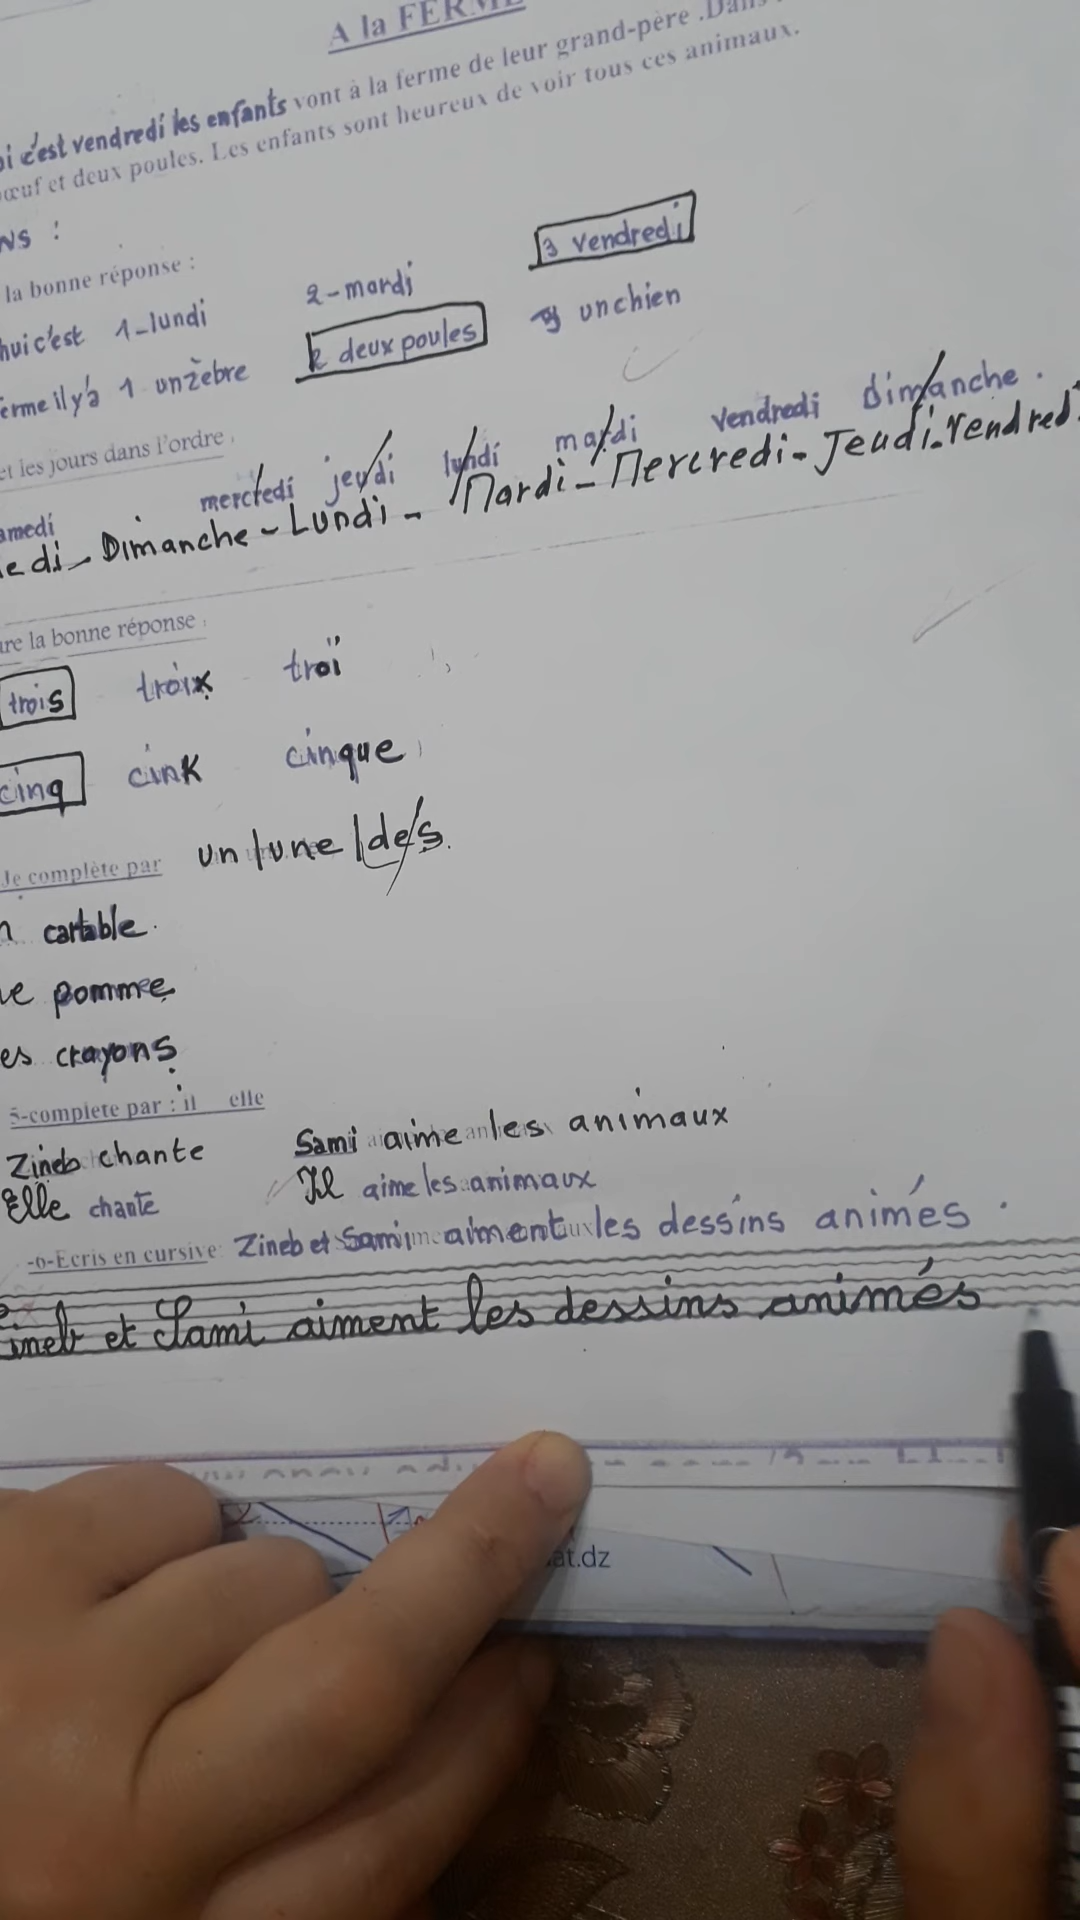 A la FERME
c'est vendredi les enfants vont à la ferme de leur grand-père .Dans
œuf et deux poules. Les enfants sont heureux de voir tous ces animaux.
la bonne réponse :
hui c'est 1-lundi 2-mardi 3 vendredi
erme il y'a 1 un zèbre 2 deux poules 3 un chien
et les jours dans l'ordre
amedi mercredi jeudi lundi mardi vendredi dimanche .
edi - Dimanche - Lundi - Mardi - Mercredi - Jeudi - Vendredi
la bonne réponse :
trois troix troi
cinq cink cinque
Je complète par un / une / des.
cartable.
pomme
es crayons
5-complete par : il elle
Zineb chante Sami aime les animaux
Elle chante Il aime les animaux
-6-Ecris en cursive: Zineb et Sami aiment les dessins animés .
ineb et Sami aiment les dessins animés
at.dz